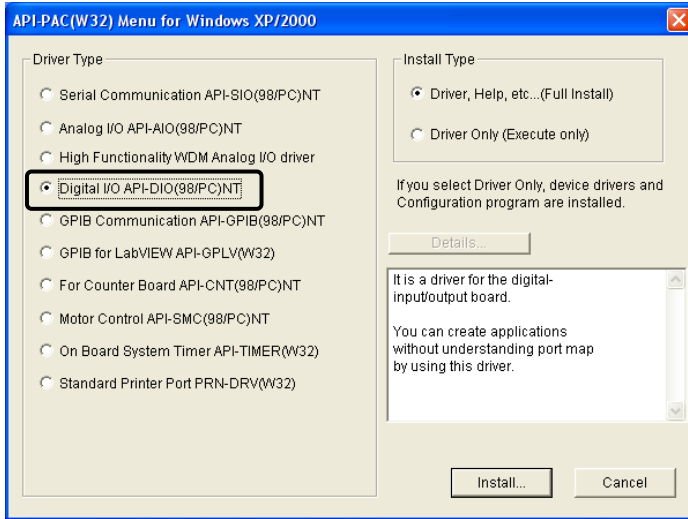 API-PAC(W32) Menu for Windows XP/2000
Driver Type
Serial Communication API-SIO(98/PC)NT
Analog I/O API-AIO(98/PC)NT
High Functionality WDM Analog I/O driver
Digital I/O API-DIO(98/PC)NT
GPIB Communication API-GPIB(98/PC)NT
GPIB for LabVIEW API-GPLV(W32)
For Counter Board API-CNT(98/PC)NT
Motor Control API-SMC(98/PC)NT
On Board System Timer API-TIMER(W32)
Standard Printer Port PRN-DRV(W32)
Install Type
Driver, Help, etc...(Full Install)
Driver Only (Execute only)
If you select Driver Only, device drivers and
Configuration program are installed.
Details...
It is a driver for the digital-
input/output board.
You can create applications
without understanding port map
by using this driver.
Install...
Cancel